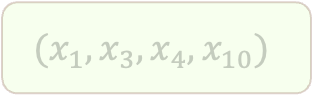 (x₁, x₃, x₄, x₁₀)